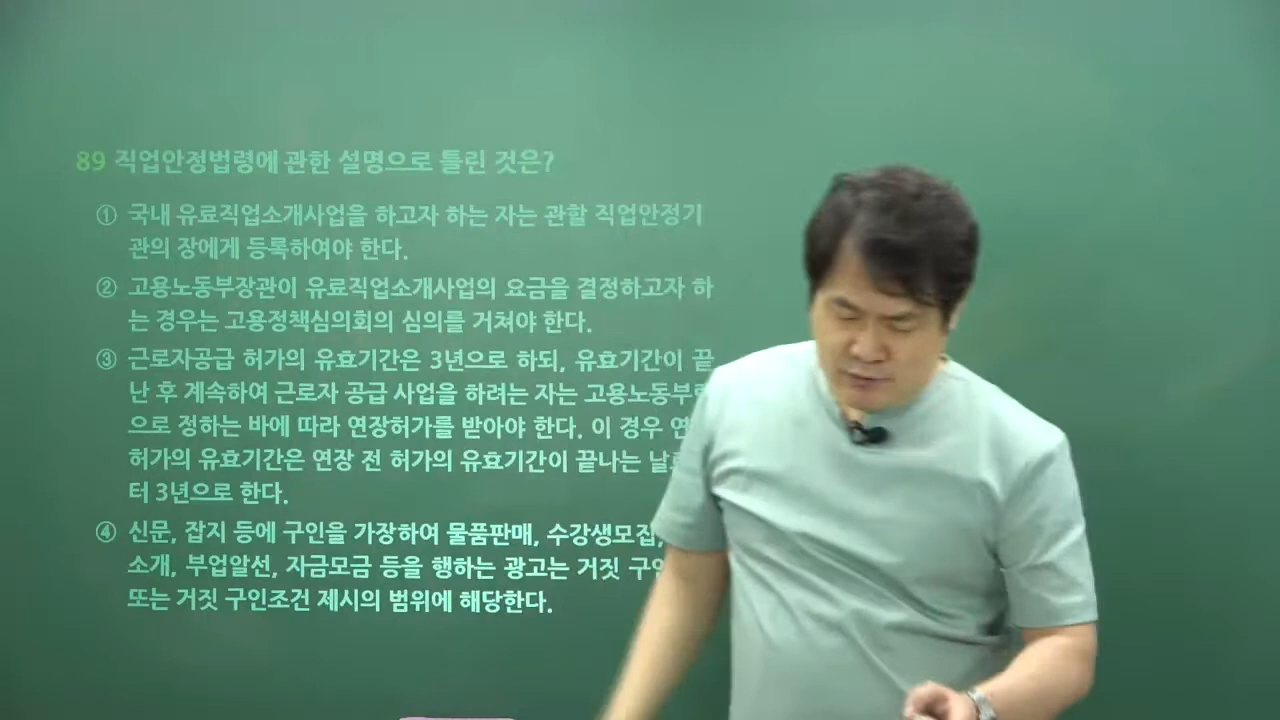 89 직업안정법령에 관한 설명으로 틀린 것은?
① 국내 유료직업소개사업을 하고자 하는 자는 관할 직업안정기
관의 장에게 등록하여야 한다.
② 고용노동부장관이 유료직업소개사업의 요금을 결정하고자 하
는 경우는 고용정책심의회의 심의를 거쳐야 한다.
③ 근로자공급 허가의 유효기간은 3년으로 하되, 유효기간이 끝
난 후 계속하여 근로자 공급 사업을 하려는 자는 고용노동부
으로 정하는 바에 따라 연장허가를 받아야 한다. 이 경우 연
허가의 유효기간은 연장 전 허가의 유효기간이 끝나는 날
터 3년으로 한다.
④ 신문, 잡지 등에 구인을 가장하여 물품판매, 수강생모집,
소개, 부업알선, 자금모금 등을 행하는 광고는 거짓
또는 거짓 구인조건 제시의 범위에 해당한다.